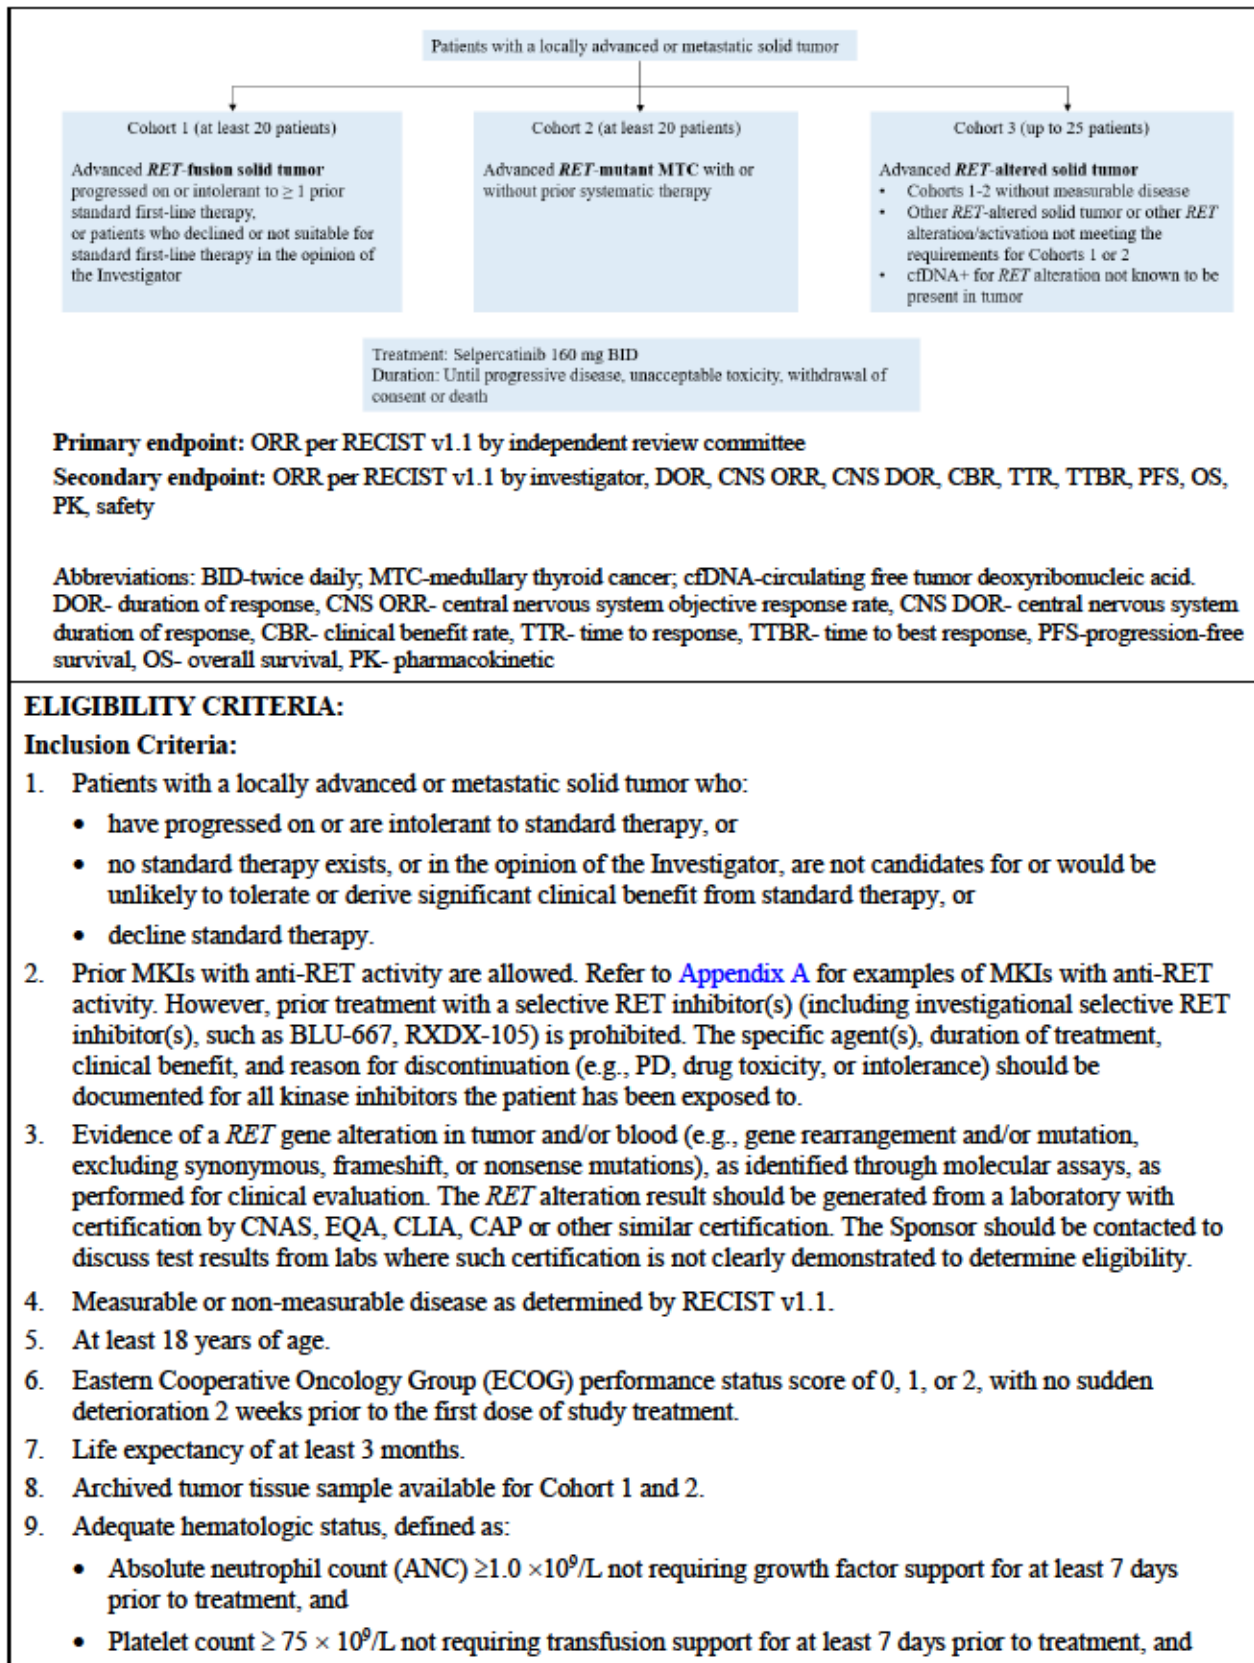 Patients with a locally advanced or metastatic solid tumor
Cohort 1 (at least 20 patients)
Advanced RET-fusion solid tumor
progressed on or intolerant to ≥ 1 prior
standard first-line therapy,
or patients who declined or not suitable for
standard first-line therapy in the opinion of
the Investigator
Cohort 2 (at least 20 patients)
Advanced RET-mutant MTC with or
without prior systematic therapy
Cohort 3 (up to 25 patients)
Advanced RET-altered solid tumor
• Cohorts 1-2 without measurable disease
• Other RET-altered solid tumor or other RET
alteration/activation not meeting the
requirements for Cohorts 1 or 2
• cfDNA+ for RET alteration not known to be
present in tumor
Treatment: Selpercatinib 160 mg BID
Duration: Until progressive disease, unacceptable toxicity, withdrawal of
consent or death
Primary endpoint: ORR per RECIST v1.1 by independent review committee
Secondary endpoint: ORR per RECIST v1.1 by investigator, DOR, CNS ORR, CNS DOR, CBR, TTR, TTBR, PFS, OS,
PK, safety
Abbreviations: BID-twice daily; MTC-medullary thyroid cancer; cfDNA-circulating free tumor deoxyribonucleic acid.
DOR- duration of response, CNS ORR- central nervous system objective response rate, CNS DOR- central nervous system
duration of response, CBR- clinical benefit rate, TTR- time to response, TTBR- time to best response, PFS-progression-free
survival, OS- overall survival, PK- pharmacokinetic
ELIGIBILITY CRITERIA:
Inclusion Criteria:
1. Patients with a locally advanced or metastatic solid tumor who:
• have progressed on or are intolerant to standard therapy, or
• no standard therapy exists, or in the opinion of the Investigator, are not candidates for or would be
unlikely to tolerate or derive significant clinical benefit from standard therapy, or
• decline standard therapy.
2. Prior MKIs with anti-RET activity are allowed. Refer to Appendix A for examples of MKIs with anti-RET
activity. However, prior treatment with a selective RET inhibitor(s) (including investigational selective RET
inhibitor(s), such as BLU-667, RXDX-105) is prohibited. The specific agent(s), duration of treatment,
clinical benefit, and reason for discontinuation (e.g., PD, drug toxicity, or intolerance) should be
documented for all kinase inhibitors the patient has been exposed to.
3. Evidence of a RET gene alteration in tumor and/or blood (e.g., gene rearrangement and/or mutation,
excluding synonymous, frameshift, or nonsense mutations), as identified through molecular assays, as
performed for clinical evaluation. The RET alteration result should be generated from a laboratory with
certification by CNAS, EQA, CLIA, CAP or other similar certification. The Sponsor should be contacted to
discuss test results from labs where such certification is not clearly demonstrated to determine eligibility.
4. Measurable or non-measurable disease as determined by RECIST v1.1.
5. At least 18 years of age.
6. Eastern Cooperative Oncology Group (ECOG) performance status score of 0, 1, or 2, with no sudden
deterioration 2 weeks prior to the first dose of study treatment.
7. Life expectancy of at least 3 months.
8. Archived tumor tissue sample available for Cohort 1 and 2.
9. Adequate hematologic status, defined as:
• Absolute neutrophil count (ANC) ≥1.0 ×10⁹/L not requiring growth factor support for at least 7 days
prior to treatment, and
• Platelet count ≥ 75 × 10⁹/L not requiring transfusion support for at least 7 days prior to treatment, and